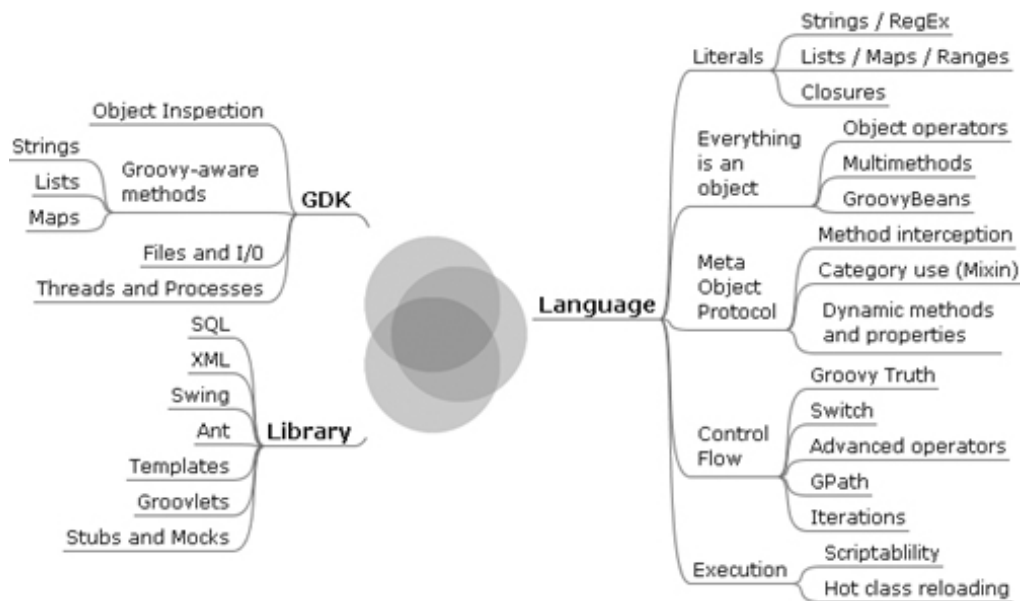 Object Inspection
Strings
Lists
Maps
Groovy-aware
methods
GDK
Files and I/0
Threads and Processes
SQL
XML
Swing
Ant
Templates
Groovlets
Stubs and Mocks
Library
Language
Literals
Strings / RegEx
Lists / Maps / Ranges
Closures
Everything
is an
object
Object operators
Multimethods
GroovyBeans
Meta
Object
Protocol
Method interception
Category use (Mixin)
Dynamic methods
and properties
Control
Flow
Groovy Truth
Switch
Advanced operators
GPath
Iterations
Execution
Scriptablility
Hot class reloading